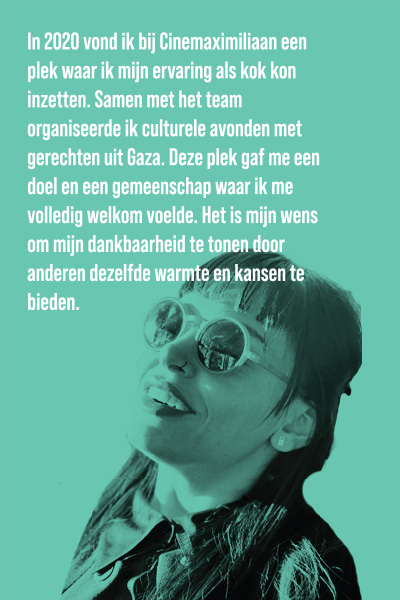 In 2020 vond ik bij Cinemaximiliaan een
plek waar ik mijn ervaring als kok kon
inzetten. Samen met het team
organiseerde ik culturele avonden met
gerechten uit Gaza. Deze plek gaf me een
doel en een gemeenschap waar ik me
volledig welkom voelde. Het is mijn wens
om mijn dankbaarheid te tonen door
anderen dezelfde warmte en kansen te
bieden.